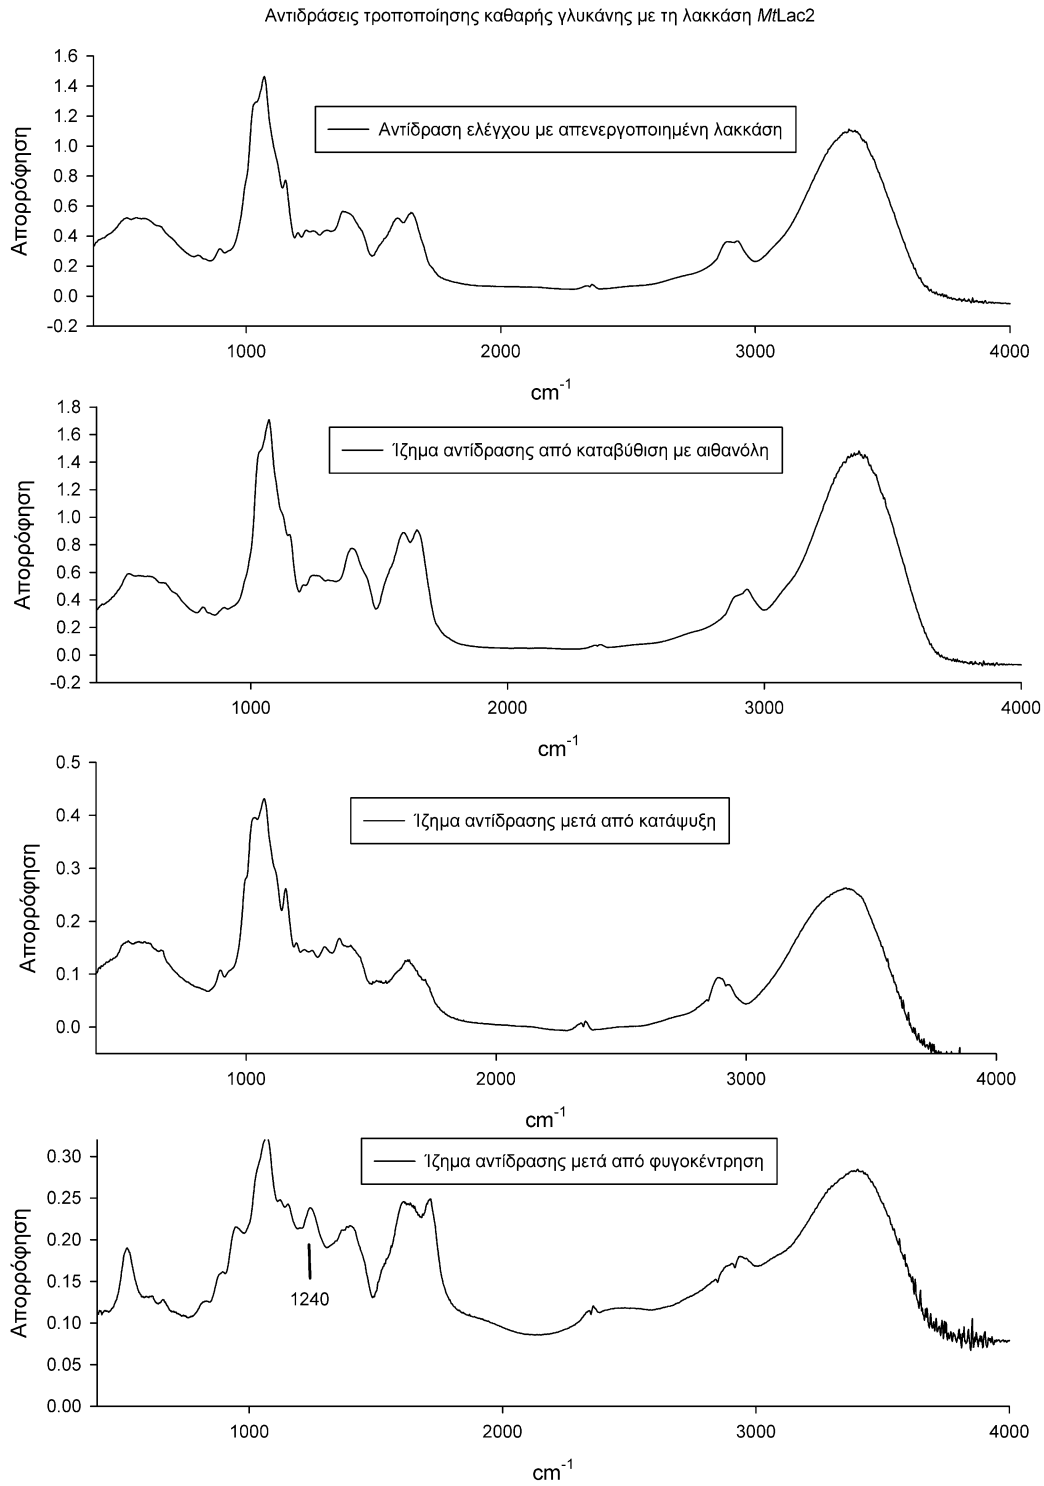 Αντιδράσεις τροποποίησης καθαρής γλυκάνης με τη λακκάση MtLac2
1.6
1.4
1.2
1.0
0.8
0.6
0.4
0.2
0.0
-0.2
Απορρόφηση
Αντίδραση ελέγχου με απενεργοποιημένη λακκάση
1000 2000 3000 4000
cm-1
1.8
1.6
1.4
1.2
1.0
0.8
0.6
0.4
0.2
0.0
-0.2
Απορρόφηση
Ίζημα αντίδρασης από καταβύθιση με αιθανόλη
1000 2000 3000 4000
cm-1
0.5
0.4
0.3
0.2
0.1
0.0
Απορρόφηση
Ίζημα αντίδρασης μετά από κατάψυξη
1000 2000 3000 4000
cm-1
0.30
0.25
0.20
0.15
0.10
0.05
0.00
Απορρόφηση
Ίζημα αντίδρασης μετά από φυγοκέντρηση
1240
1000 2000 3000 4000
cm-1